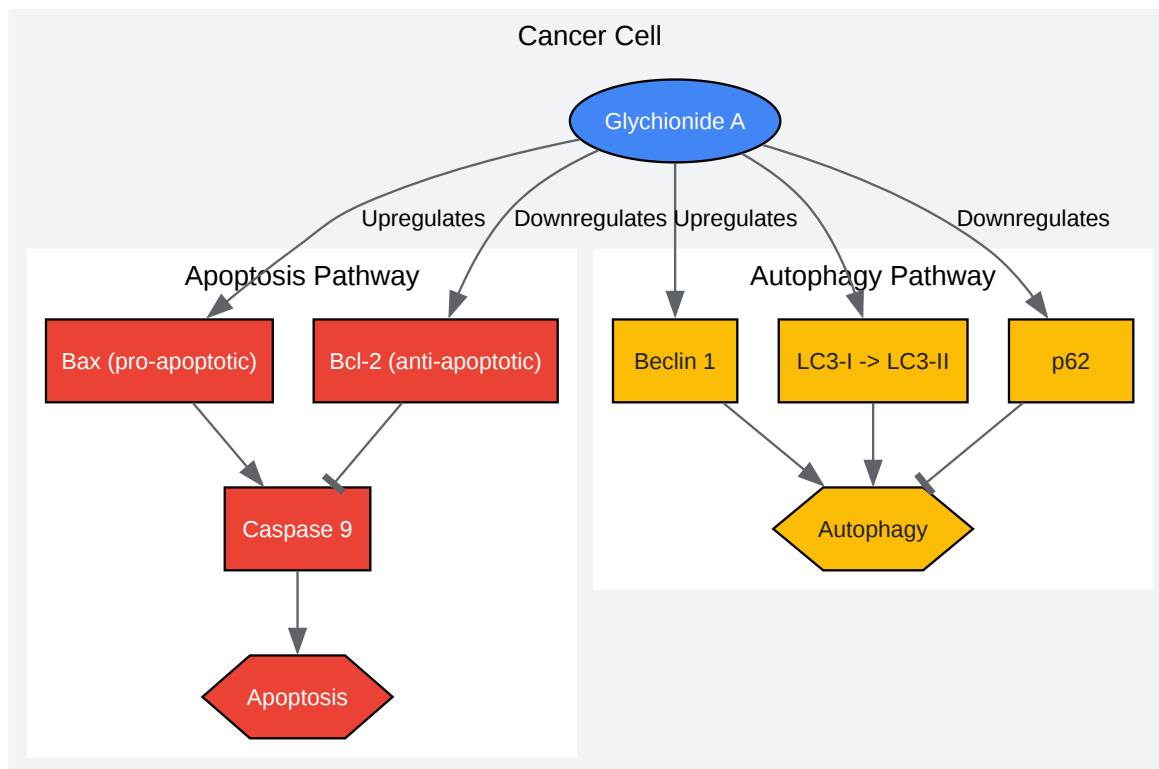 Cancer Cell
Glychionide A
Upregulates
Downregulates
Upregulates
Downregulates
Apoptosis Pathway
Autophagy Pathway
Bax (pro-apoptotic)
Bcl-2 (anti-apoptotic)
Beclin 1
LC3-I -> LC3-II
p62
Caspase 9
Autophagy
Apoptosis